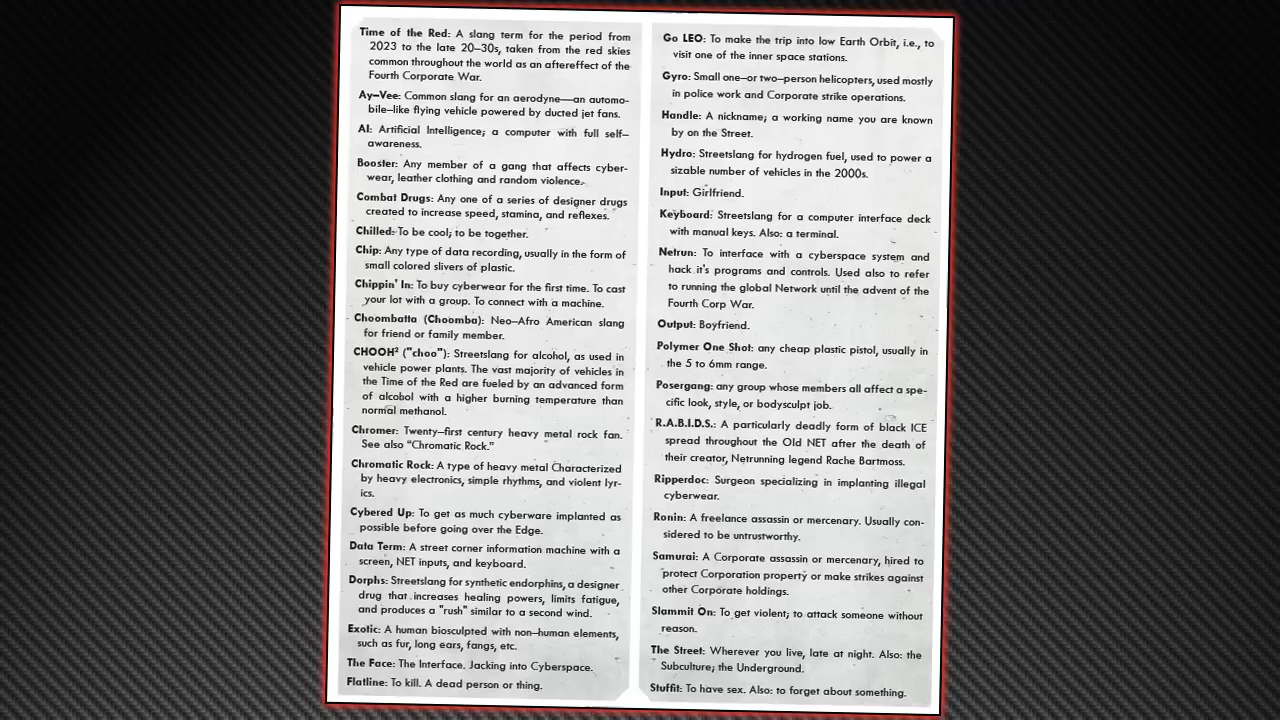 Time of the Red: A slang term for the period from
2023 to the late 20–30s, taken from the red skies
common throughout the world as an aftereffect of the
Fourth Corporate War.
Ay–Vee: Common slang for an aerodyne—an automo-
bile–like flying vehicle powered by ducted jet fans.
AI: Artificial Intelligence; a computer with full self–
awareness.
Booster: Any member of a gang that affects cyber-
wear, leather clothing and random violence.
Combat Drugs: Any one of a series of designer drugs
created to increase speed, stamina, and reflexes.
Chilled: To be cool; to be together.
Chip: Any type of data recording, usually in the form of
small colored slivers of plastic.
Chippin' In: To buy cyberwear for the first time. To cast
your lot with a group. To connect with a machine.
Choombatta (Choomba): Neo–Afro American slang
for friend or family member.
CHOOH² ("choo"): Streetslang for alcohol, as used in
vehicle power plants. The vast majority of vehicles in
the Time of the Red are fueled by an advanced form
of alcohol with a higher burning temperature than
normal methanol.
Chromer: Twenty–first century heavy metal rock fan.
See also “Chromatic Rock.”
Chromatic Rock: A type of heavy metal Characterized
by heavy electronics, simple rhythms, and violent lyr-
ics.
Cybered Up: To get as much cyberware implanted as
possible before going over the Edge.
Data Term: A street corner information machine with a
screen, NET inputs, and keyboard.
Dorphs: Streetslang for synthetic endorphins, a designer
drug that increases healing powers, limits fatigue,
and produces a "rush" similar to a second wind.
Exotic: A human biosculpted with non–human elements,
such as fur, long ears, fangs, etc.
The Face: The Interface. Jacking into Cyberspace.
Flatline: To kill. A dead person or thing.
Go LEO: To make the trip into low Earth Orbit, i.e., to
visit one of the inner space stations.
Gyro: Small one–or two–person helicopters, used mostly
in police work and Corporate strike operations.
Handle: A nickname; a working name you are known
by on the Street.
Hydro: Streetslang for hydrogen fuel, used to power a
sizable number of vehicles in the 2000s.
Input: Girlfriend.
Keyboard: Streetslang for a computer interface deck
with manual keys. Also: a terminal.
Netrun: To interface with a cyberspace system and
hack it's programs and controls. Used also to refer
to running the global Network until the advent of the
Fourth Corp War.
Output: Boyfriend.
Polymer One Shot: any cheap plastic pistol, usually in
the 5 to 6mm range.
Posergang: any group whose members all affect a spe-
cific look, style, or bodysculpt job.
R.A.B.I.D.S.: A particularly deadly form of black ICE
spread throughout the Old NET after the death of
their creator, Netrunning legend Rache Bartmoss.
Ripperdoc: Surgeon specializing in implanting illegal
cyberwear.
Ronin: A freelance assassin or mercenary. Usually con-
sidered to be untrustworthy.
Samurai: A Corporate assassin or mercenary, hired to
protect Corporation property or make strikes against
other Corporate holdings.
Slammit On: To get violent; to attack someone without
reason.
The Street: Wherever you live, late at night. Also: the
Subculture; the Underground.
Stuffit: To have sex. Also: to forget about something.